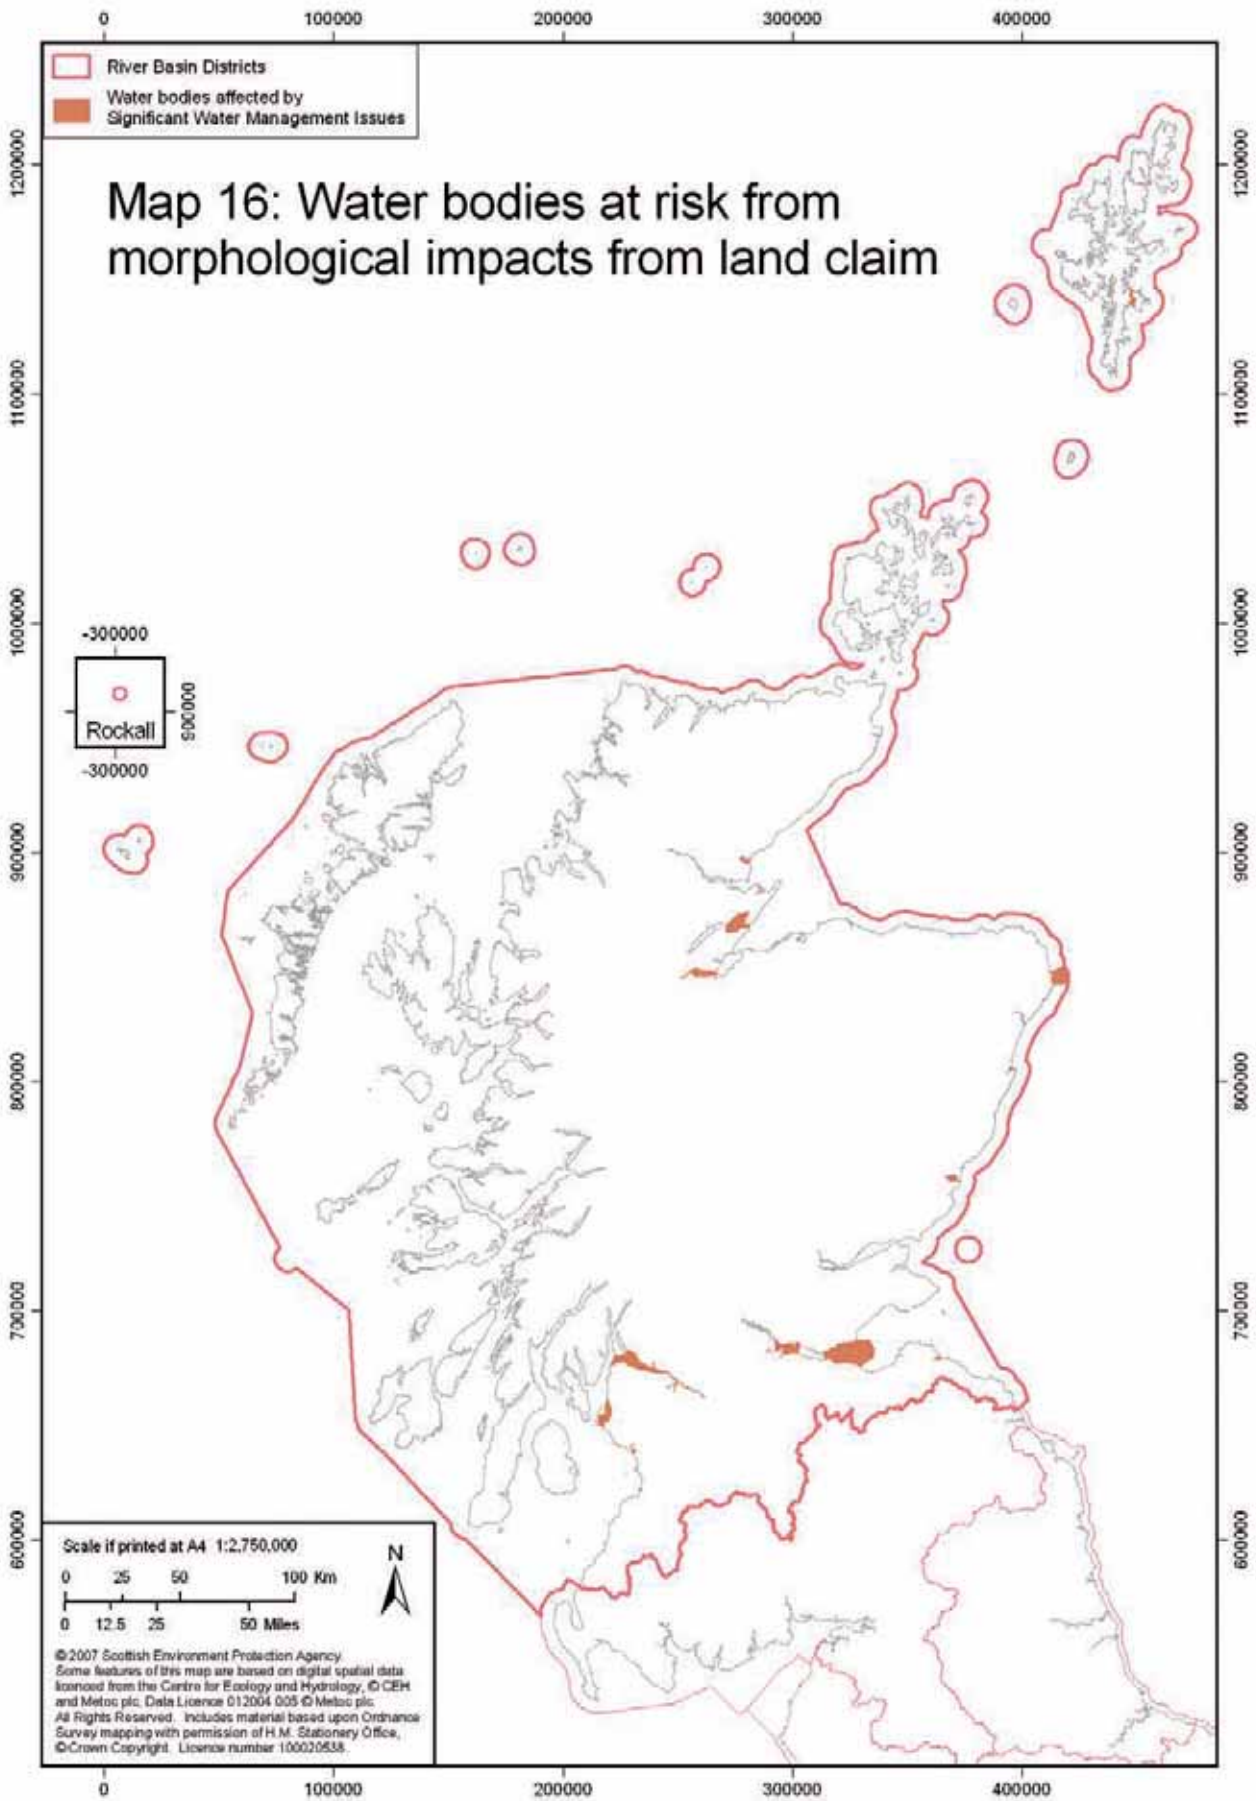 0 100000 200000 300000 400000
River Basin Districts
Water bodies affected by
Significant Water Management Issues
Map 16: Water bodies at risk from
morphological impacts from land claim
1200000 1200000
1100000 1100000
1000000 1000000
-300000
900000
Rockall
-300000
900000 900000
800000 800000
700000 700000
600000 600000
Scale if printed at A4 1:2,750,000
N
0 25 50 100 Km
0 12.5 25 50 Miles
© 2007 Scottish Environment Protection Agency.
Some features of this map are based on digital spatial data
licenced from the Centre for Ecology and Hydrology, © CEH
and Metoc plc, Data Licence 012004.005 © Metoc plc.
All Rights Reserved. Includes material based upon Ordnance
Survey mapping with permission of H.M. Stationery Office,
© Crown Copyright. Licence number 100020538.
0 100000 200000 300000 400000